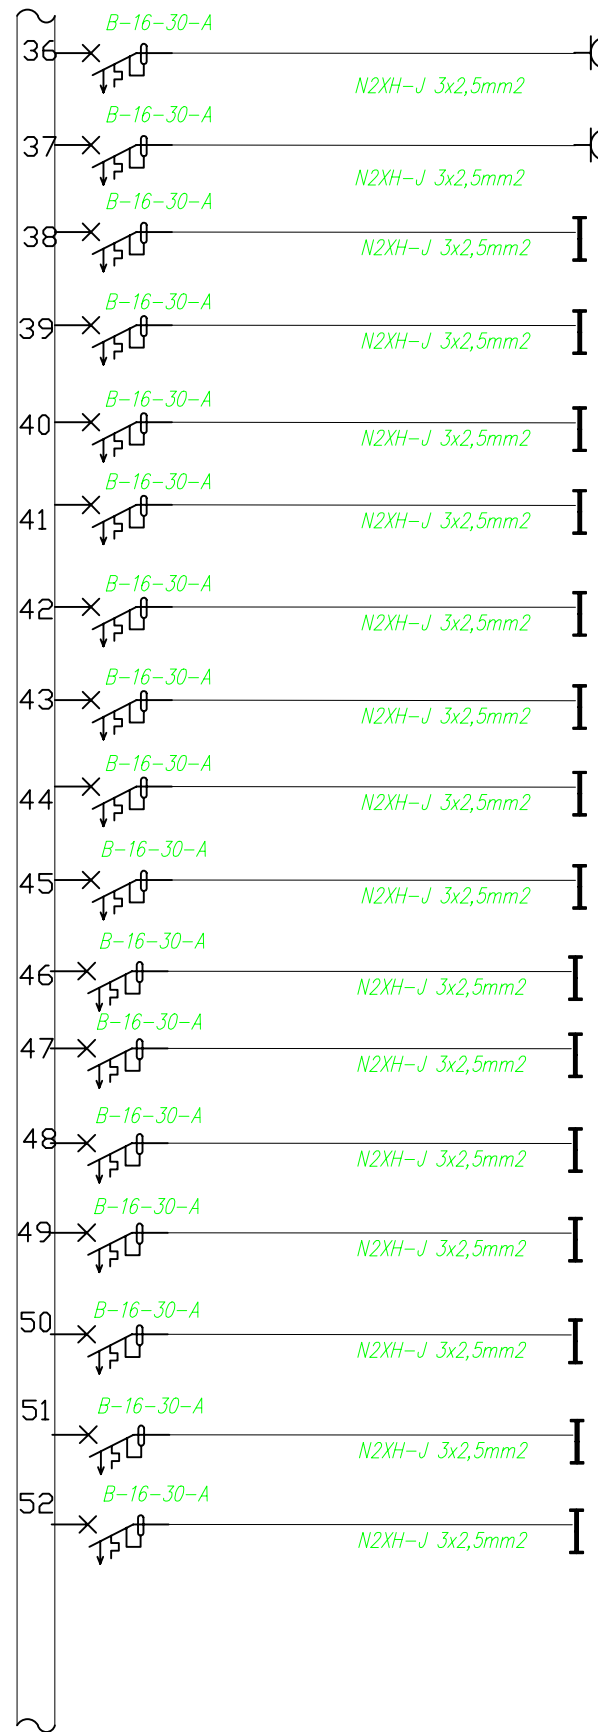 B-16-30-A
36
N2XH-J 3x2,5mm2
B-16-30-A
37
N2XH-J 3x2,5mm2
B-16-30-A
38
N2XH-J 3x2,5mm2
B-16-30-A
39
N2XH-J 3x2,5mm2
B-16-30-A
40
N2XH-J 3x2,5mm2
B-16-30-A
41
N2XH-J 3x2,5mm2
B-16-30-A
42
N2XH-J 3x2,5mm2
B-16-30-A
43
N2XH-J 3x2,5mm2
B-16-30-A
44
N2XH-J 3x2,5mm2
B-16-30-A
45
N2XH-J 3x2,5mm2
B-16-30-A
46
N2XH-J 3x2,5mm2
B-16-30-A
47
N2XH-J 3x2,5mm2
B-16-30-A
48
N2XH-J 3x2,5mm2
B-16-30-A
49
N2XH-J 3x2,5mm2
B-16-30-A
50
N2XH-J 3x2,5mm2
B-16-30-A
51
N2XH-J 3x2,5mm2
B-16-30-A
52
N2XH-J 3x2,5mm2